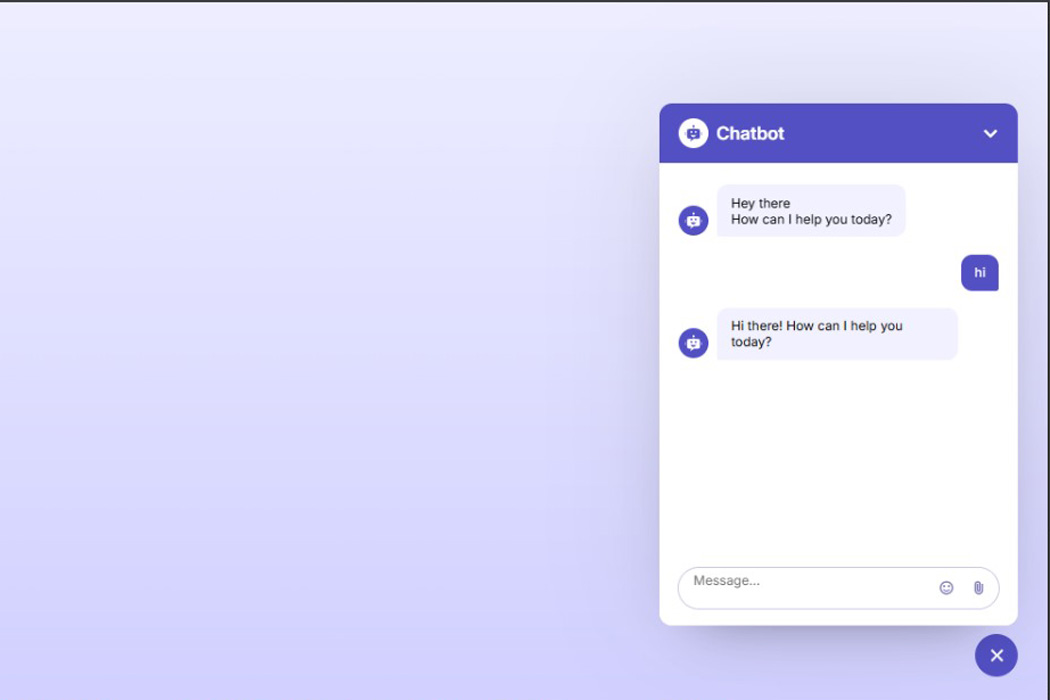 Chatbot
Hey there
How can I help you today?
hi
Hi there! How can I help you
today?
Message...